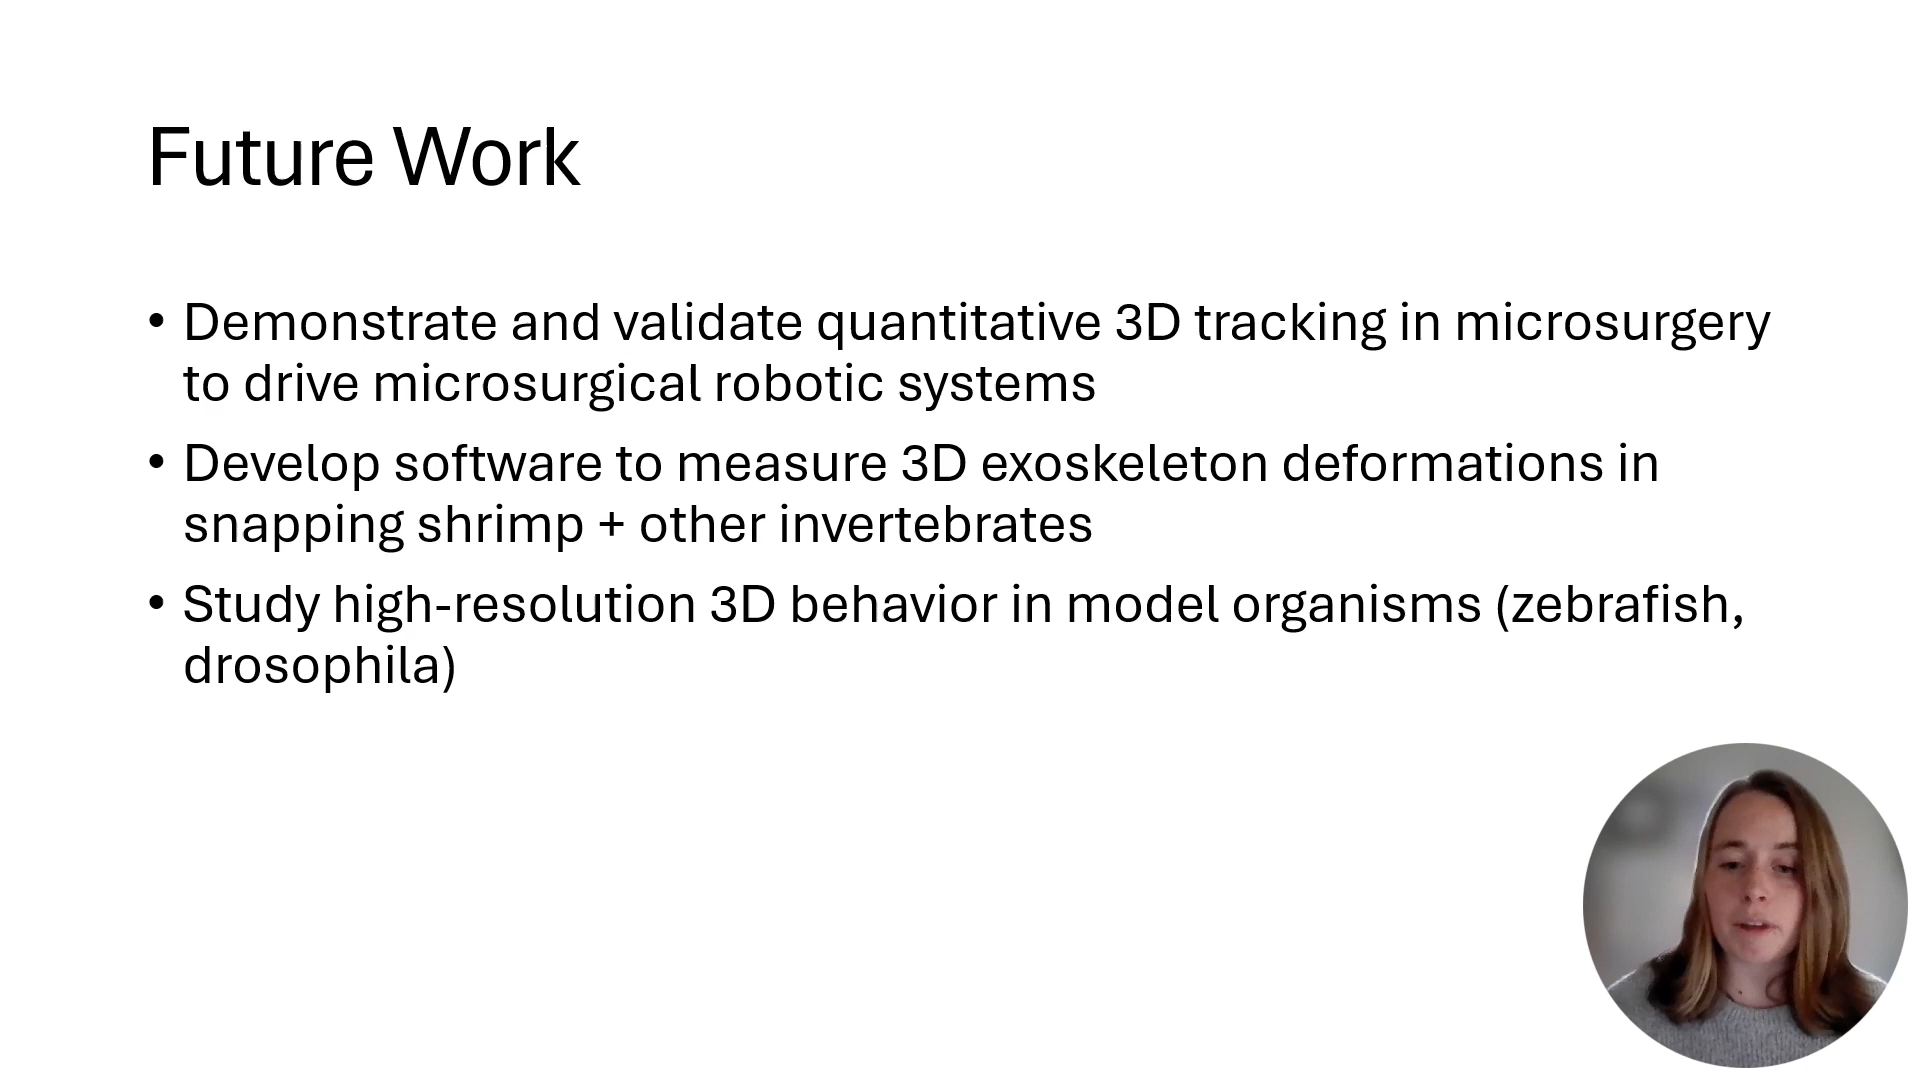 Future Work
• Demonstrate and validate quantitative 3D tracking in microsurgery
to drive microsurgical robotic systems
• Develop software to measure 3D exoskeleton deformations in
snapping shrimp + other invertebrates
• Study high-resolution 3D behavior in model organisms (zebrafish,
drosophila)